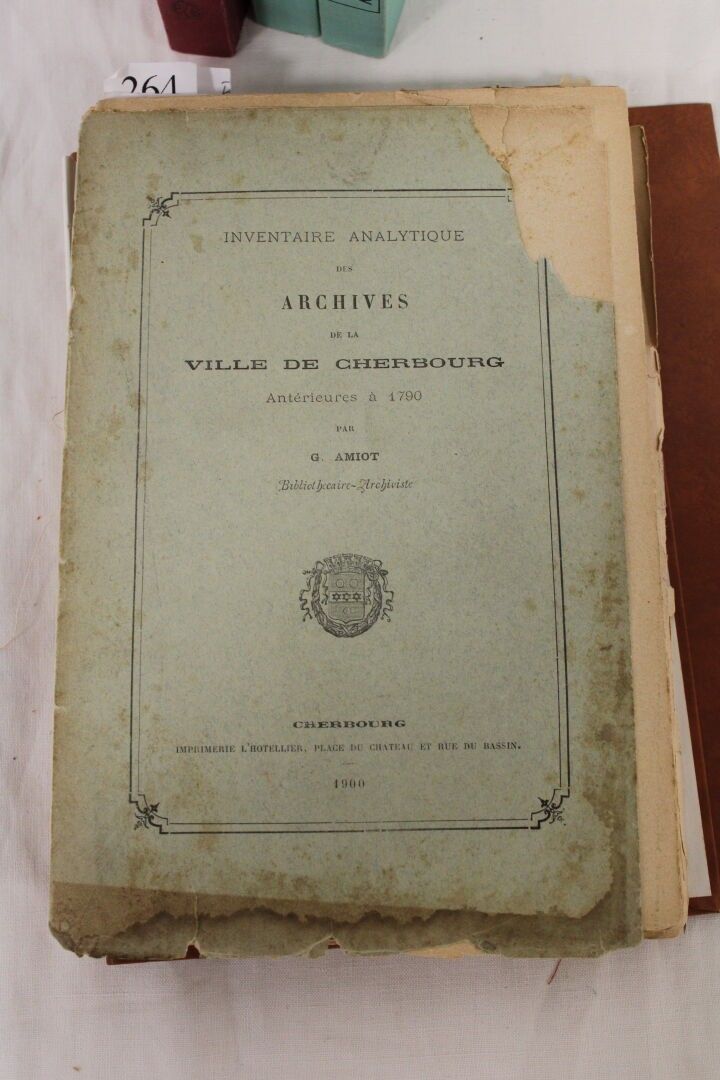 264
INVENTAIRE ANALYTIQUE
DES
ARCHIVES
DE LA
VILLE DE CHERBOURG
Antérieures à 1790
PAR
G. AMIOT
Bibliothécaire-Archiviste
CHERBOURG
IMPRIMERIE L'HOTELLIER, PLACE DU CHATEAU ET RUE DU BASSIN.
1900